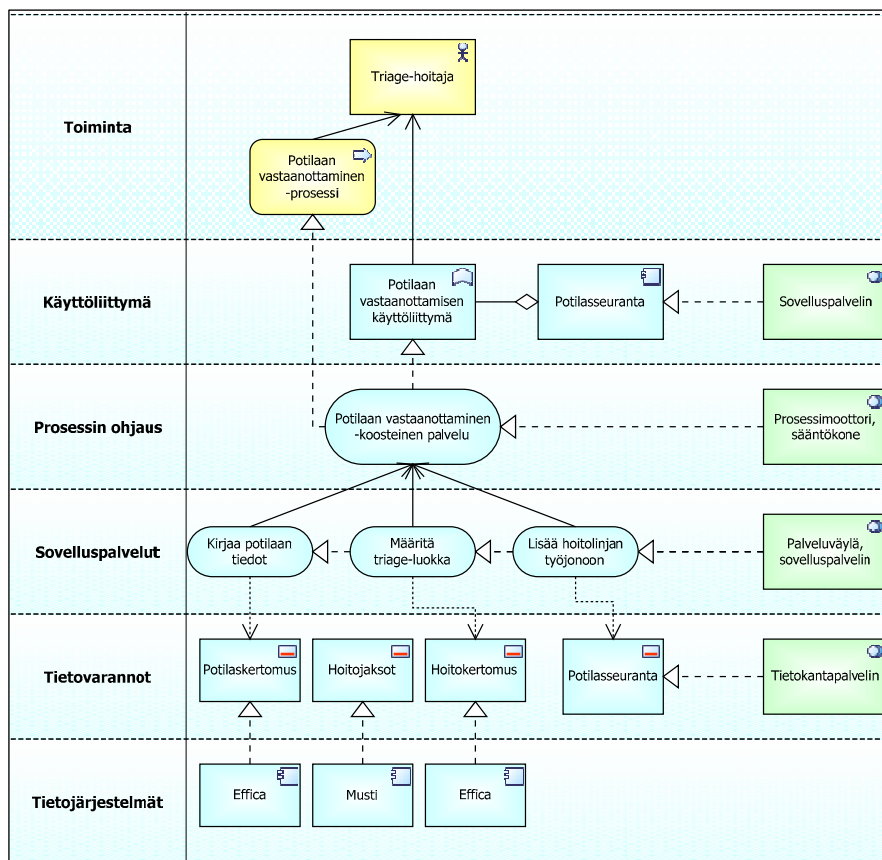 Toiminta
Triage-hoitaja
Potilaan
vastaanottaminen
-prosessi
Käyttöliittymä
Potilaan
vastaanottamisen
käyttöliittymä
Potilasseuranta
Sovelluspalvelin
Prosessin ohjaus
Potilaan vastaanottaminen
-koosteinen palvelu
Prosessimoottori,
sääntökone
Sovelluspalvelut
Kirjaa potilaan
tiedot
Määritä
triage-luokka
Lisää hoitolinjan
työjonoon
Palveluväylä,
sovelluspalvelin
Tietovarannot
Potilaskertomus
Hoitojaksot
Hoitokertomus
Potilasseuranta
Tietokantapalvelin
Tietojärjestelmät
Effica
Musti
Effica